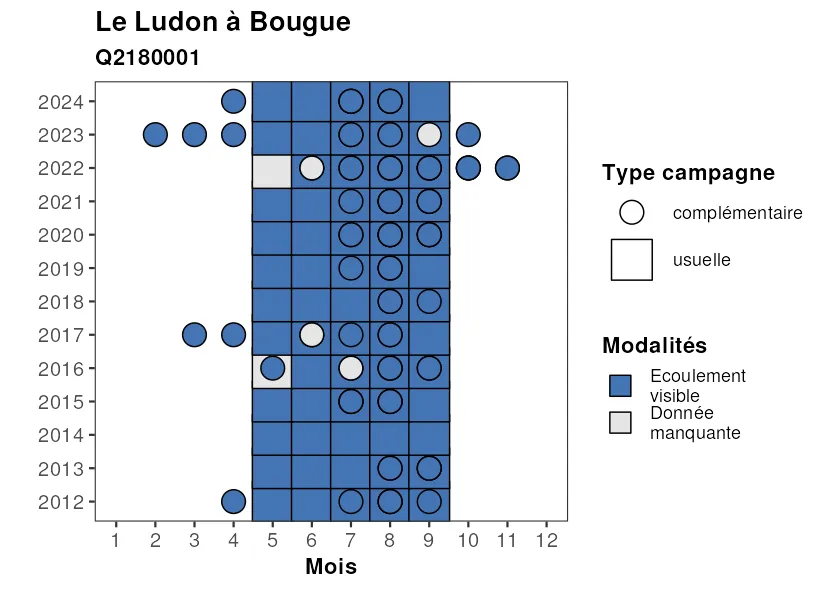 Le Ludon à Bougue
Q2180001
2024
2023
2022
2021
2020
2019
2018
2017
2016
2015
2014
2013
2012
1 2 3 4 5 6 7 8 9 10 11 12
Mois
Type campagne
complémentaire
usuelle
Modalités
Ecoulement
visible
Donnée
manquante